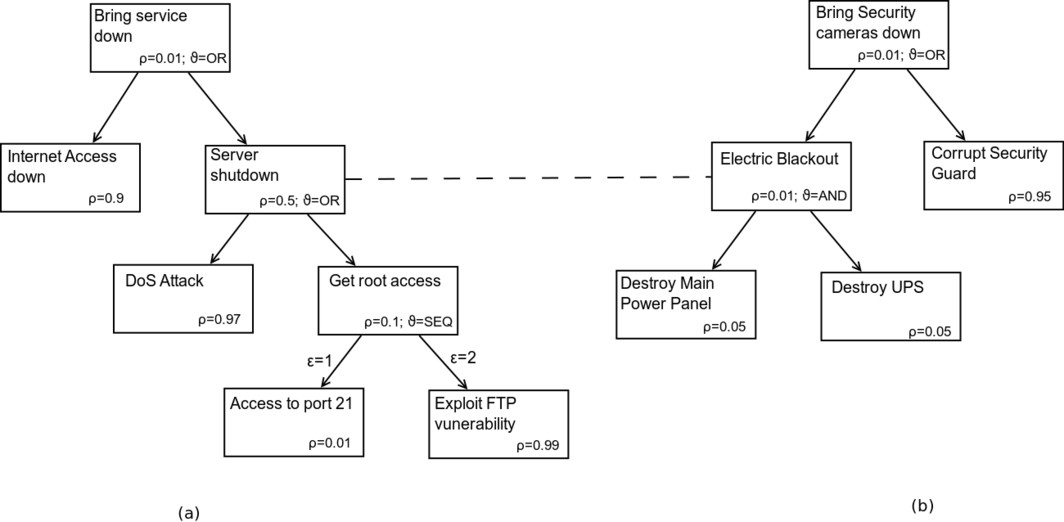 Bring service
down
ρ=0.01; ϑ=OR
Internet Access
down
ρ=0.9
Server
shutdown
ρ=0.5; ϑ=OR
DoS Attack
ρ=0.97
Get root access
ρ=0.1; ϑ=SEQ
ε=1
ε=2
Access to port 21
ρ=0.01
Exploit FTP
vunerability
ρ=0.99
(a)
Bring Security
cameras down
ρ=0.01; ϑ=OR
Electric Blackout
ρ=0.01; ϑ=AND
Corrupt Security
Guard
ρ=0.95
Destroy Main
Power Panel
ρ=0.05
Destroy UPS
ρ=0.05
(b)